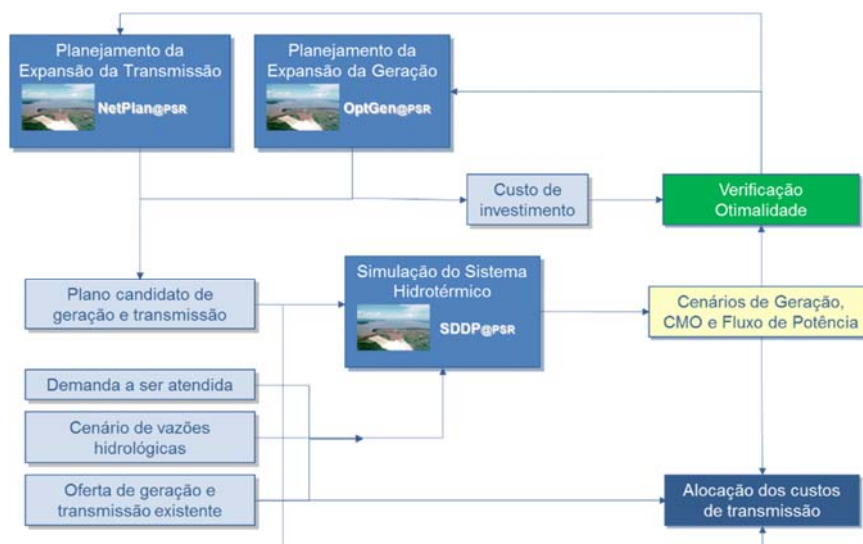 Planejamento da
Expansão da Transmissão
NetPlan@PSR
Planejamento da
Expansão da Geração
OptGen@PSR
Custo de
investimento
Verificação
Otimalidade
Plano candidato de
geração e transmissão
Simulação do Sistema
Hidrotérmico
SDDP@PSR
Cenários de Geração,
CMO e Fluxo de Potência
Demanda a ser atendida
Cenário de vazões
hidrológicas
Oferta de geração e
transmissão existente
Alocação dos custos
de transmissão